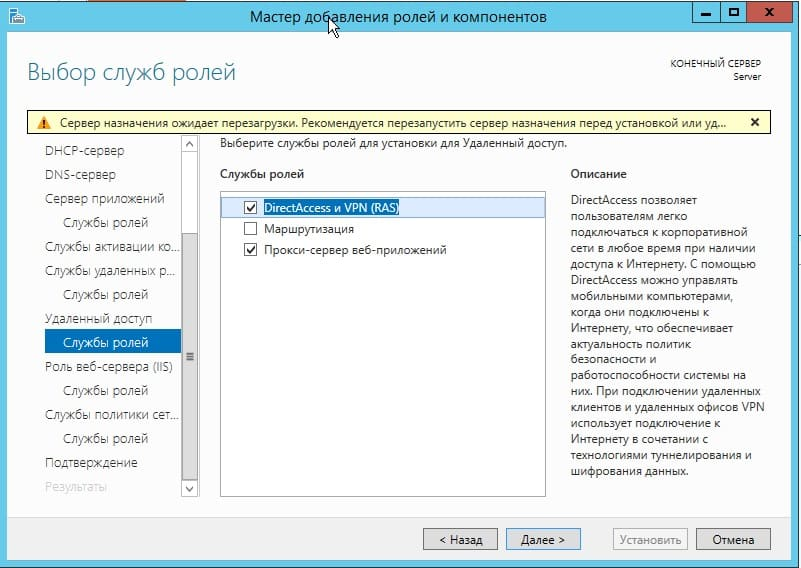 Мастер добавления ролей и компонентов
Выбор служб ролей
КОНЕЧНЫЙ СЕРВЕР
Server
Сервер назначения ожидает перезагрузки. Рекомендуется перезапустить сервер назначения перед установкой или уд...
DHCP-сервер
DNS-сервер
Сервер приложений
Службы ролей
Службы активации ко...
Службы удаленных р...
Службы ролей
Удаленный доступ
Службы ролей
Роль веб-сервера (IIS)
Службы ролей
Службы политики сет...
Службы ролей
Подтверждение
Результаты
Выберите службы ролей для установки для Удаленный доступ.
Службы ролей
DirectAccess и VPN (RAS)
Маршрутизация
Прокси-сервер веб-приложений
Описание
DirectAccess позволяет
пользователям легко
подключаться к корпоративной
сети в любое время при наличии
доступа к Интернету. С помощью
DirectAccess можно управлять
мобильными компьютерами,
когда они подключены к
Интернету, что обеспечивает
актуальность политик
безопасности и
работоспособности системы на
них. При подключении удаленных
клиентов и удаленных офисов VPN
использует подключение к
Интернету в сочетании с
технологиями туннелирования и
шифрования данных.
< Назад
Далее >
Установить
Отмена